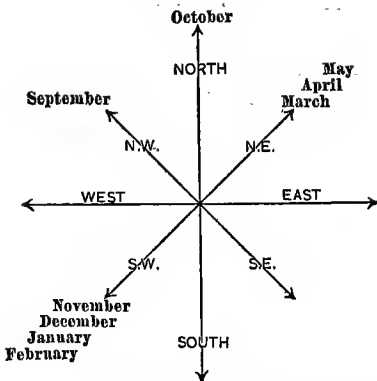 October
NORTH
May
April
March
September
N.W.
N.E.
WEST
EAST
S.W.
S.E.
November
December
January
February
SOUTH